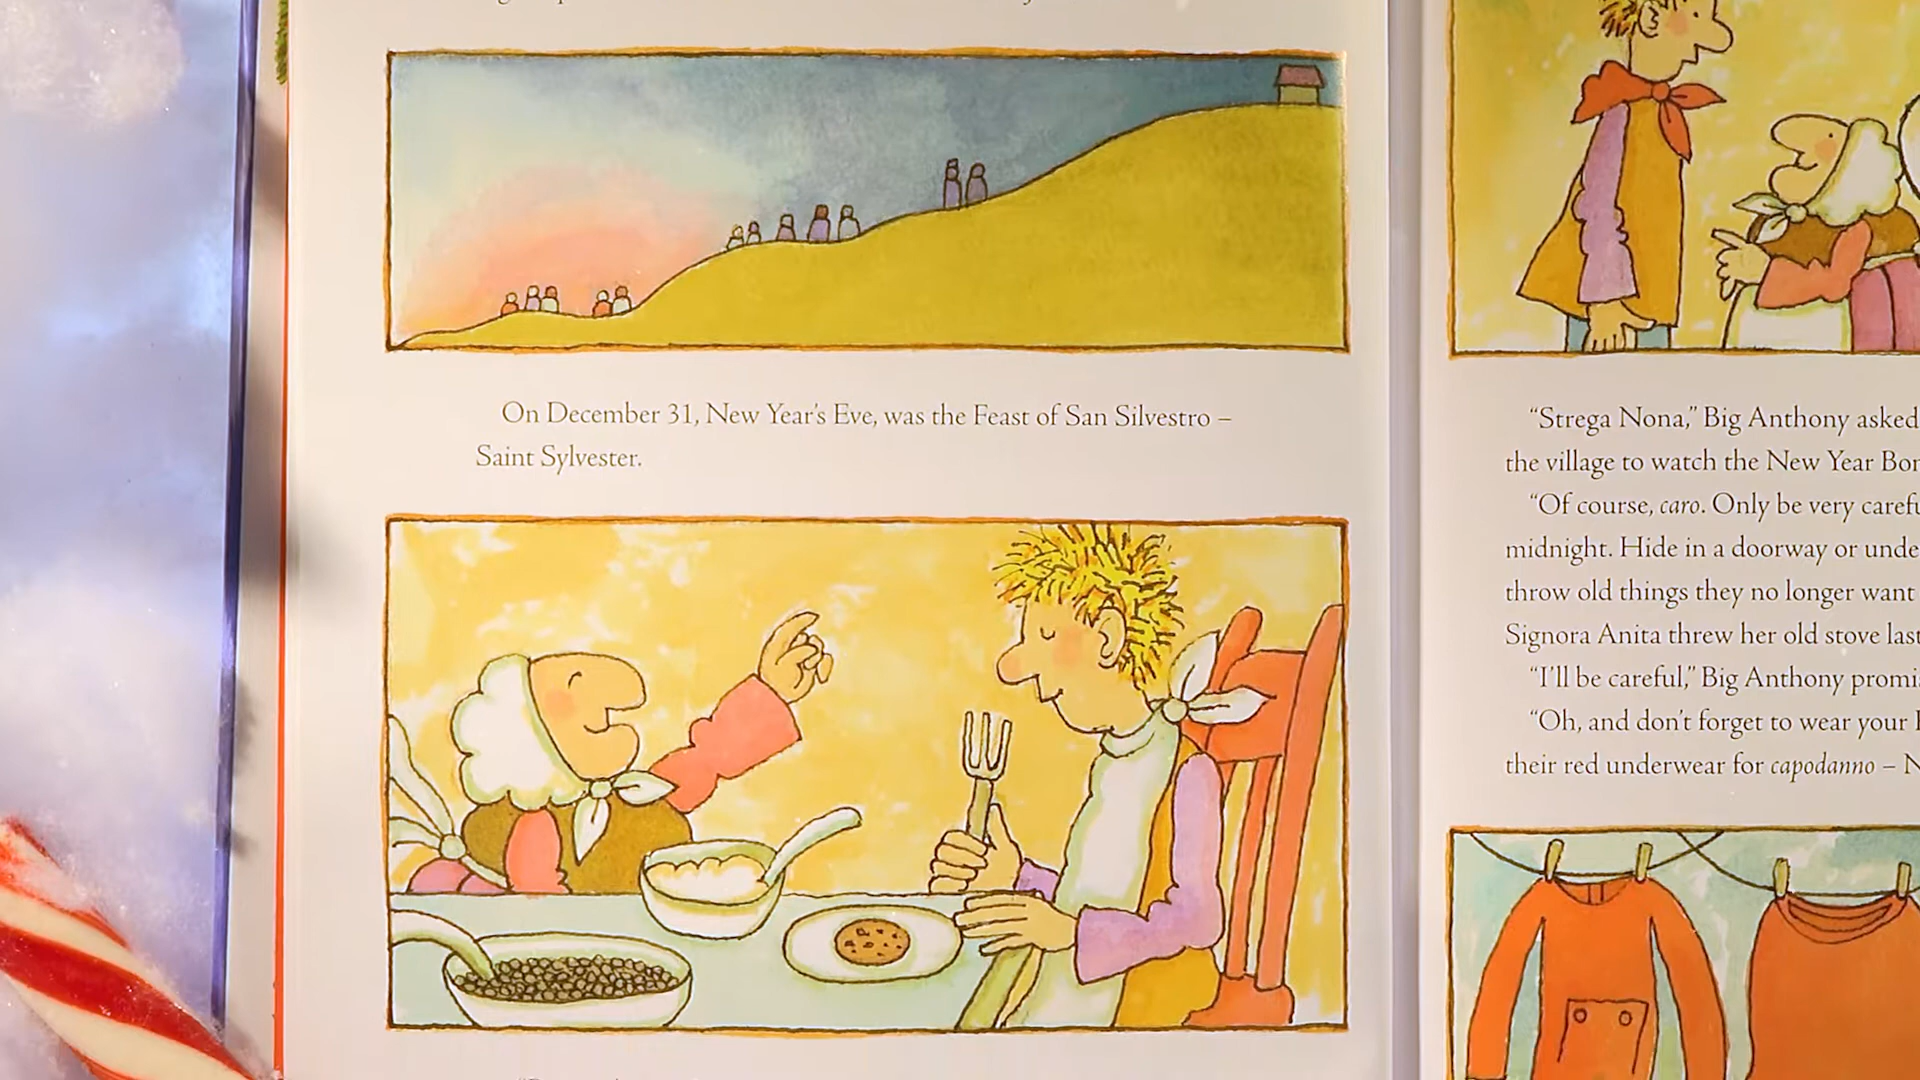 On December 31, New Year's Eve, was the Feast of San Silvestro –
Saint Sylvester.
"Strega Nona," Big Anthony asked
the village to watch the New Year
"Of course, caro. Only be very
midnight. Hide in a doorway or
throw old things they no longer want
Signora Anita threw her old stove
"I'll be careful," Big Anthony
"Oh, and don't forget to wear your
their red underwear for capodanno –